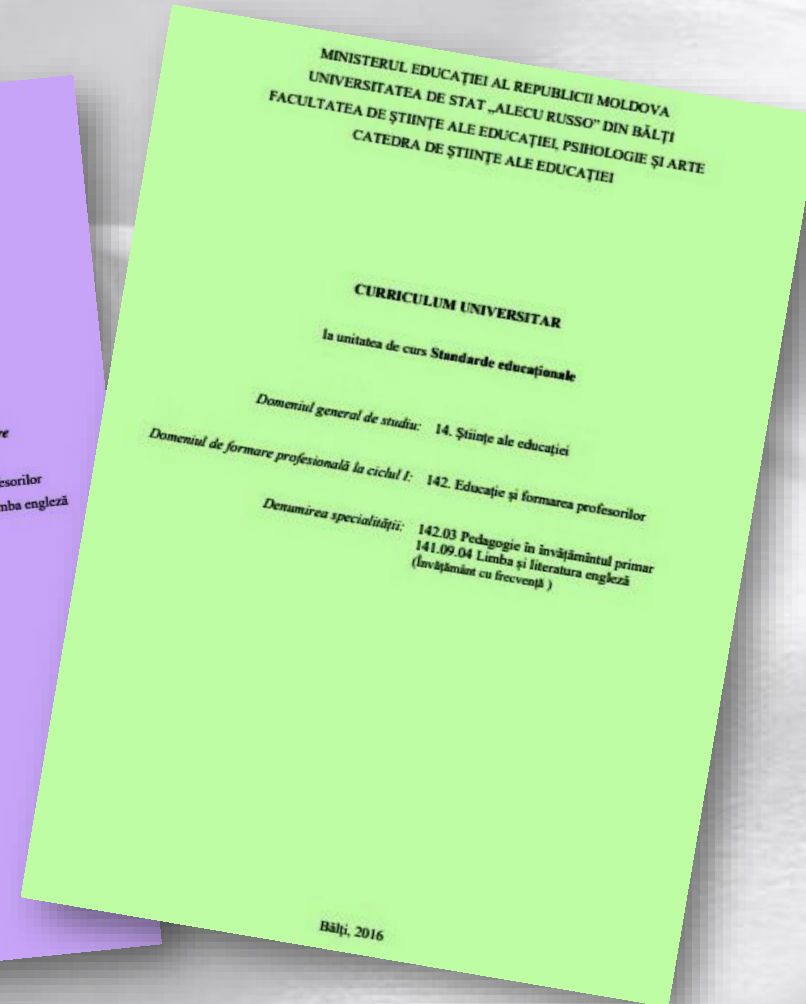 MINISTERUL EDUCAȚIEI AL REPUBLICII MOLDOVA
UNIVERSITATEA DE STAT „ALECU RUSSO” DIN BĂLȚI
FACULTATEA DE ȘTIINȚE ALE EDUCAȚIEI, PSIHOLOGIE ȘI ARTE
CATEDRA DE ȘTIINȚE ALE EDUCAȚIEI
CURRICULUM UNIVERSITAR
la unitatea de curs Standarde educaționale
Domeniul general de studiu: 14. Științe ale educației
Domeniul de formare profesională la ciclul I: 142. Educație și formarea profesorilor
Denumirea specialității: 142.03 Pedagogie în învățămîntul primar
141.09.04 Limba și literatura engleză
(Învățământ cu frecvență )
Bălți, 2016
esorilor
engleză